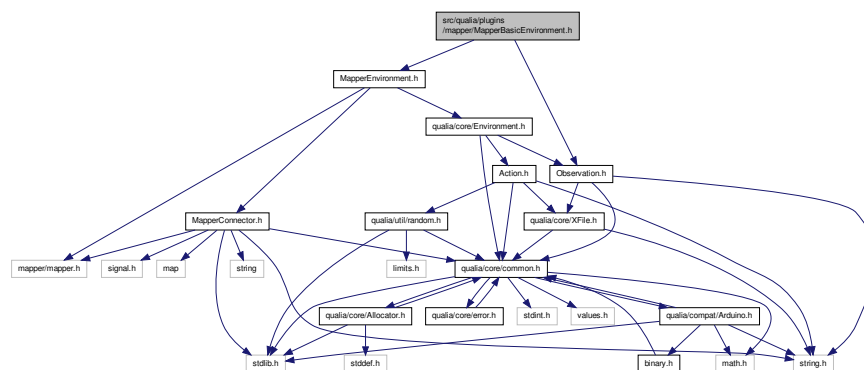 src/qualia/plugins
/mapper/MapperBasicEnvironment.h
MapperEnvironment.h
qualia/core/Environment.h
Action.h
Observation.h
MapperConnector.h
qualia/util/random.h
qualia/core/XFile.h
mapper/mapper.h
signal.h
map
string
limits.h
qualia/core/common.h
qualia/core/Allocator.h
qualia/core/error.h
stdint.h
values.h
qualia/compat/Arduino.h
stdlib.h
stddef.h
binary.h
math.h
string.h